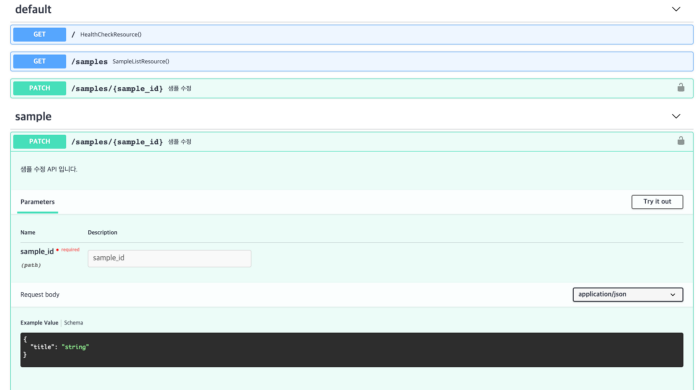 default
GET / HealthCheckResource()
GET /samples SampleListResource()
PATCH /samples/{sample_id} 샘플 수정
sample
PATCH /samples/{sample_id} 샘플 수정
샘플 수정 API 입니다.
Parameters Try it out
Name Description
sample_id * required sample_id
(path)
Request body application/json
Example Value Schema
{
"title": "string"
}